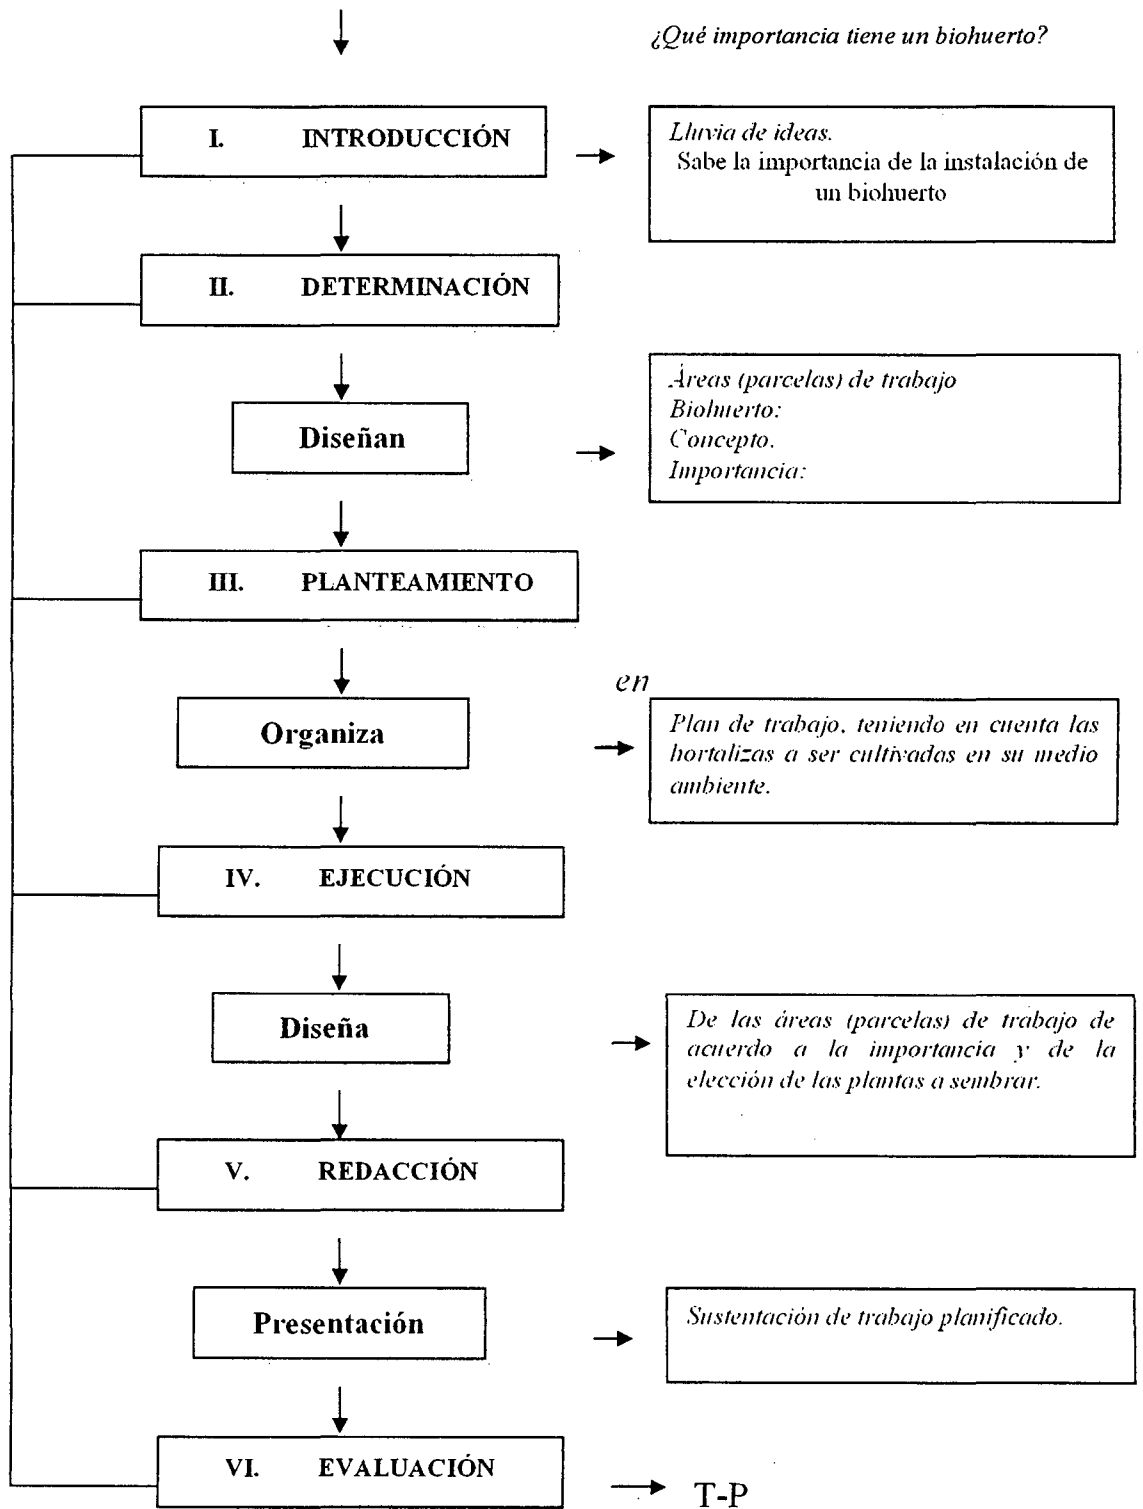 ¿Qué importancia tiene un biohuerto?
I. INTRODUCCIÓN
Lluvia de ideas.
Sabe la importancia de la instalación de
un biohuerto
II. DETERMINACIÓN
Diseñan
Áreas (parcelas) de trabajo
Biohuerto:
Concepto.
Importancia:
III. PLANTEAMIENTO
Organiza
en
Plan de trabajo, teniendo en cuenta las
hortalizas a ser cultivadas en su medio
ambiente.
IV. EJECUCIÓN
Diseña
De las áreas (parcelas) de trabajo de
acuerdo a la importancia y de la
elección de las plantas a sembrar.
V. REDACCIÓN
Presentación
Sustentación de trabajo planificado.
VI. EVALUACIÓN
T-P